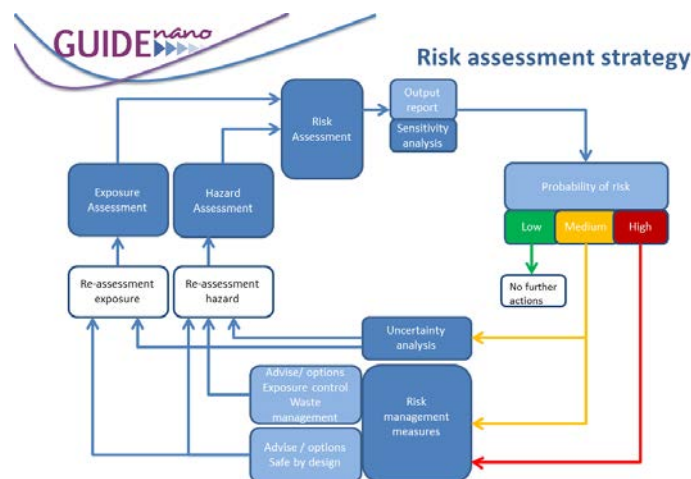 GUIDEnano
Risk assessment strategy
Output
report
Risk
Assessment
Sensitivity
analysis
Exposure
Assessment
Hazard
Assessment
Probability of risk
Low
Medium
High
Re-assessment
exposure
Re-assessment
hazard
No further
actions
Uncertainty
analysis
Advise/ options
Exposure control
Waste
management
Risk
management
measures
Advise / options
Safe by design